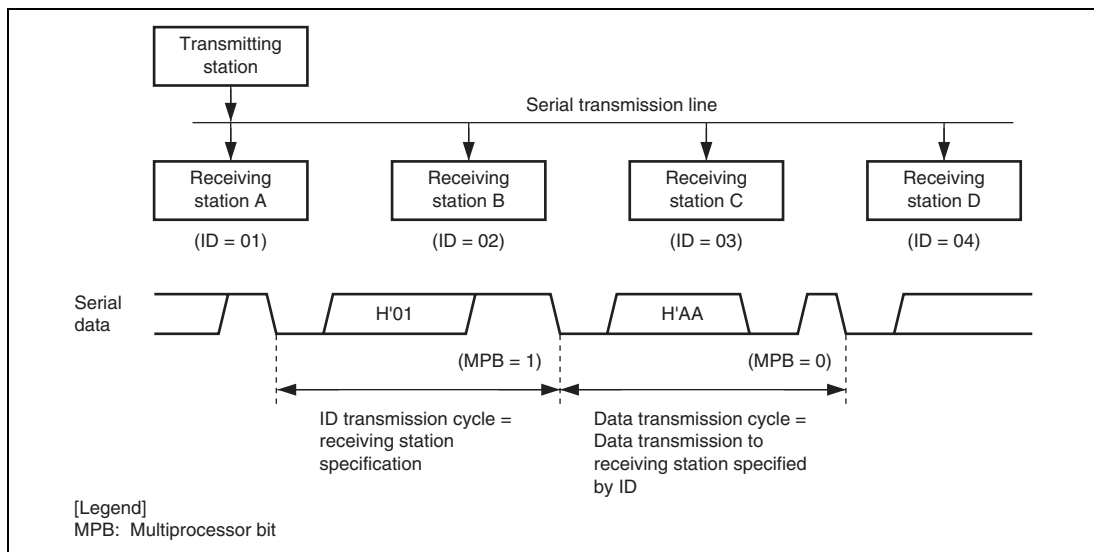 Transmitting
station
Serial transmission line
Receiving
station A
Receiving
station B
Receiving
station C
Receiving
station D
(ID = 01)
(ID = 02)
(ID = 03)
(ID = 04)
Serial
data
H'01
H'AA
(MPB = 1)
(MPB = 0)
ID transmission cycle =
receiving station
specification
Data transmission cycle =
Data transmission to
receiving station specified
by ID
[Legend]
MPB: Multiprocessor bit